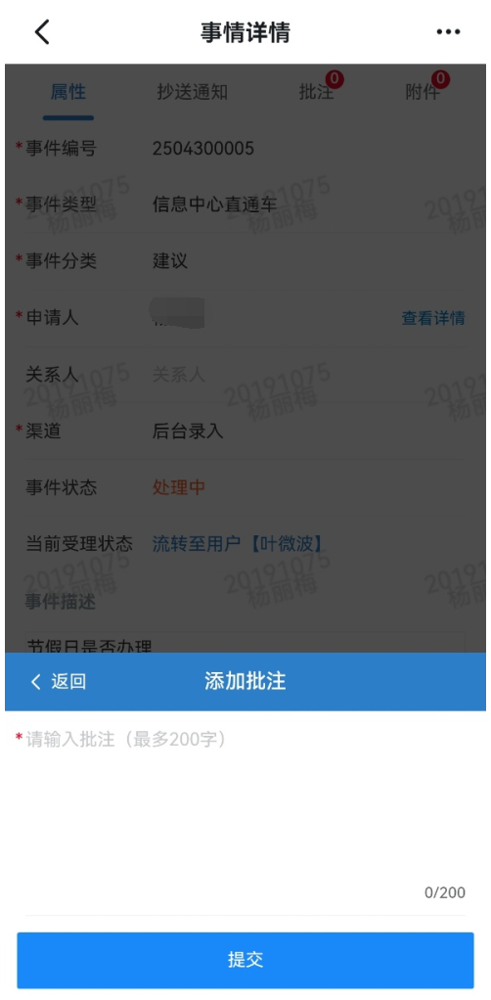 事情详情
属性 抄送通知 批注 0 附件 0
*事件编号 2504300005
*事件类型 信息中心直通车
*事件分类 建议
*申请人 查看详情
关系人 关系人
*渠道 后台录入
事件状态 处理中
当前受理状态 流转至用户【叶微波】
事件描述
节假日是否办理
返回 添加批注
*请输入批注（最多200字）
0/200
提交
20191075
杨丽梅